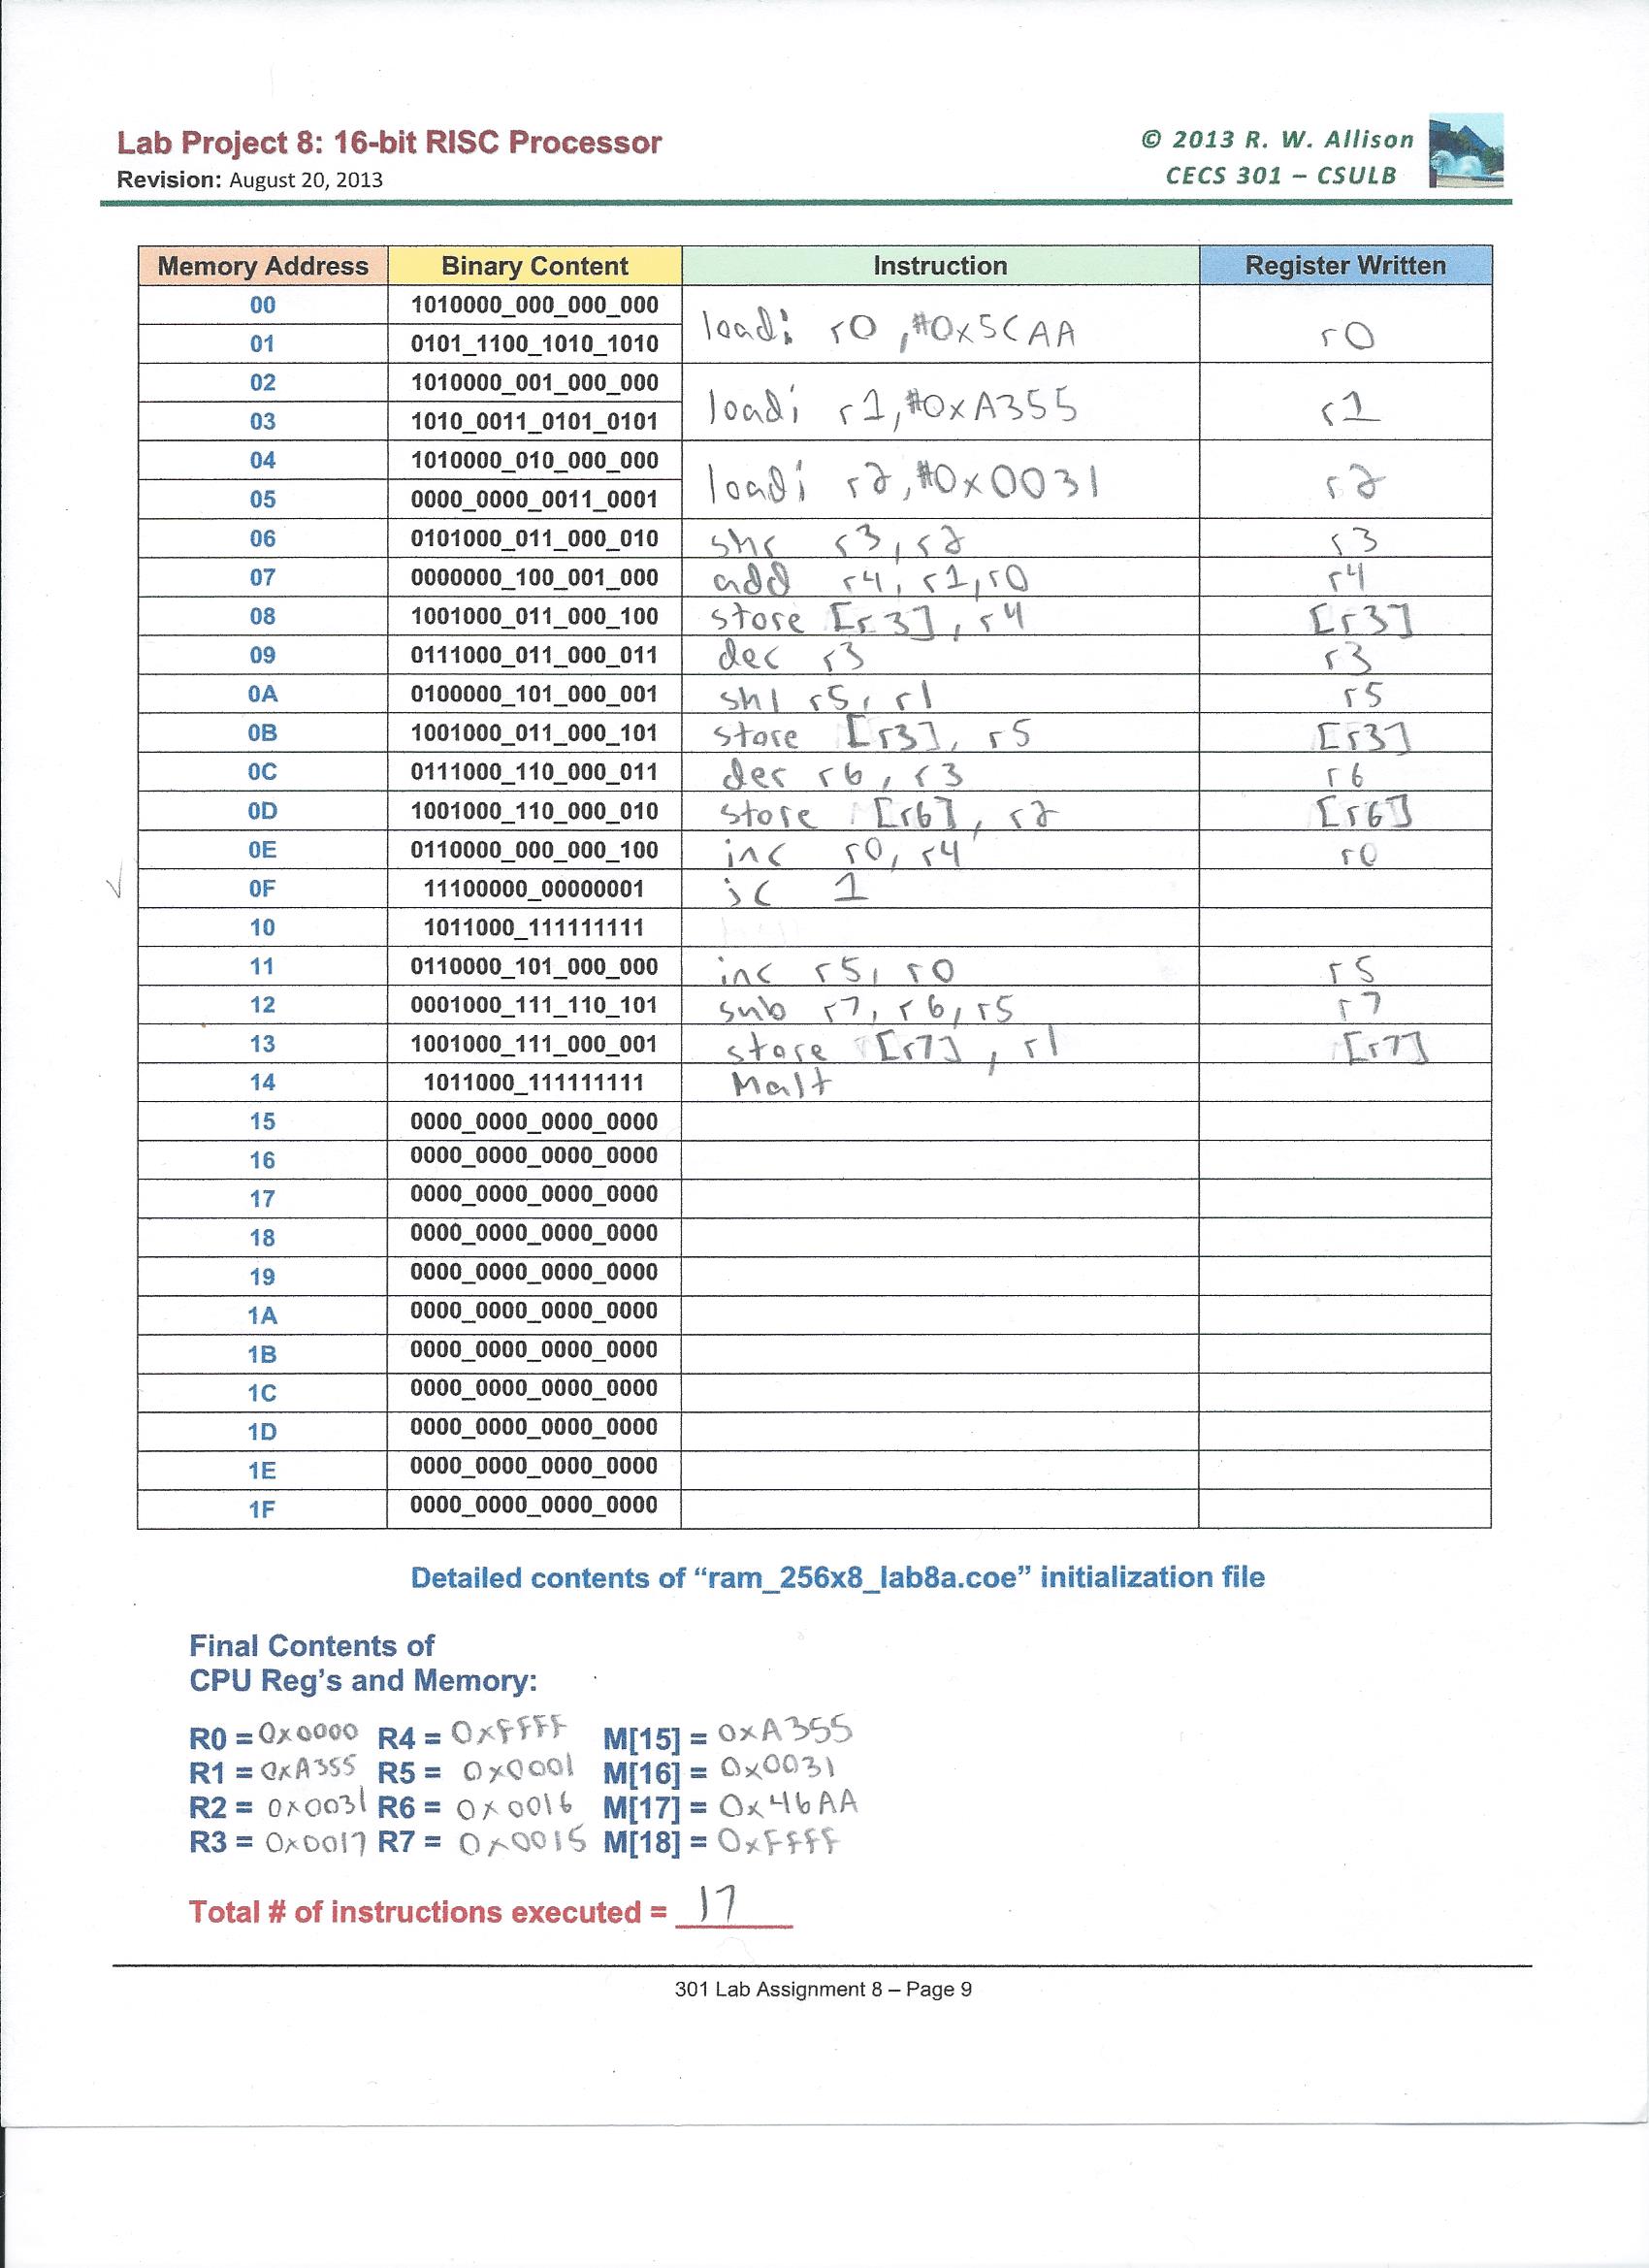 Lab Project 8: 16-bit RISC Processor © 2013 R. W. Allison
Revision: August 20, 2013 CECS 301 – CSULB
Memory Address Binary Content Instruction Register Written
00 1010000_000_000_000 loadi r0,#0x5CAA r0
01 0101_1100_1010_1010
02 1010000_001_000_000 loadi r1,#0xA355 r1
03 1010_0011_0101_0101
04 1010000_010_000_000 loadi r2,#0x0031 r2
05 0000_0000_0011_0001
06 0101000_011_000_010 shr r3, r2 r3
07 0000000_100_001_000 add r4, r1, r0 r4
08 1001000_011_000_100 store [r3], r4 [r3]
09 0111000_011_000_011 dec r3 r3
0A 0100000_101_000_001 shl r5, r1 r5
0B 1001000_011_000_101 store [r3], r5 [r3]
0C 0111000_110_000_011 dec r6, r3 r6
0D 1001000_110_000_010 store [r6], r2 [r6]
0E 0110000_000_000_100 inc r0, r4 r0
0F 11100000_00000001 jc 1
10 1011000_111111111
11 0110000_101_000_000 inc r5, r0 r5
12 0001000_111_110_101 sub r7, r6, r5 r7
13 1001000_111_000_001 store [r7], r1 [r7]
14 1011000_111111111 Halt
15 0000_0000_0000_0000
16 0000_0000_0000_0000
17 0000_0000_0000_0000
18 0000_0000_0000_0000
19 0000_0000_0000_0000
1A 0000_0000_0000_0000
1B 0000_0000_0000_0000
1C 0000_0000_0000_0000
1D 0000_0000_0000_0000
1E 0000_0000_0000_0000
1F 0000_0000_0000_0000
Detailed contents of “ram_256x8_lab8a.coe” initialization file
Final Contents of
CPU Reg’s and Memory:
R0 = 0x0000 R4 = 0xFFFF M[15] = 0xA355
R1 = 0xA355 R5 = 0x0001 M[16] = 0x0031
R2 = 0x0031 R6 = 0x0016 M[17] = 0x46AA
R3 = 0x0017 R7 = 0x0015 M[18] = 0xFFFF
Total # of instructions executed = 17
301 Lab Assignment 8 – Page 9